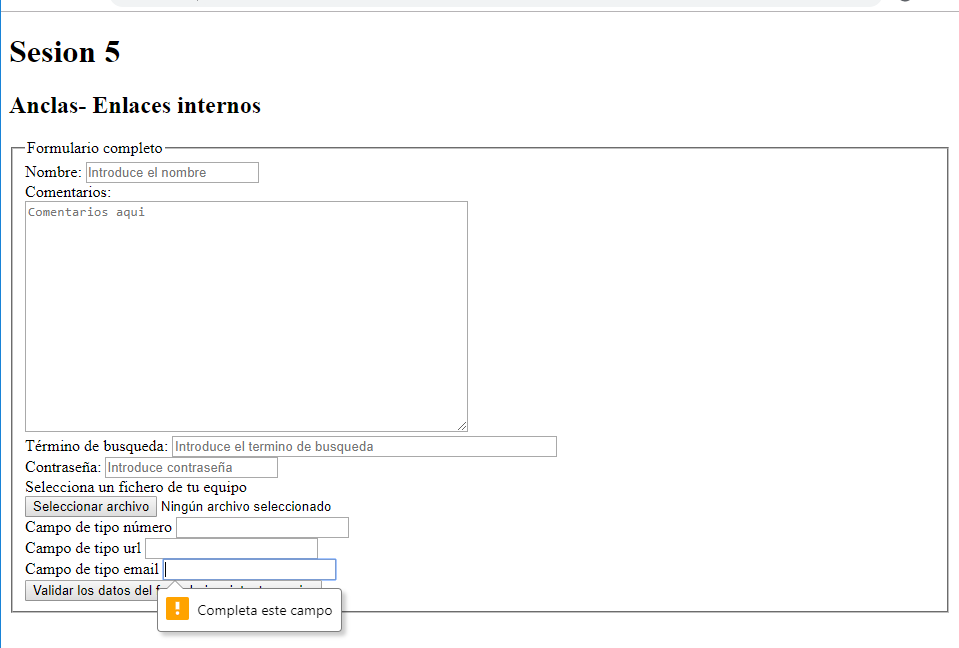 Sesion 5
Anclas- Enlaces internos
Formulario completo
Nombre: Introduce el nombre
Comentarios:
Comentarios aqui
Término de busqueda: Introduce el termino de busqueda
Contraseña: Introduce contraseña
Selecciona un fichero de tu equipo
Seleccionar archivo Ningún archivo seleccionado
Campo de tipo número
Campo de tipo url
Campo de tipo email
Validar los datos del
Completa este campo